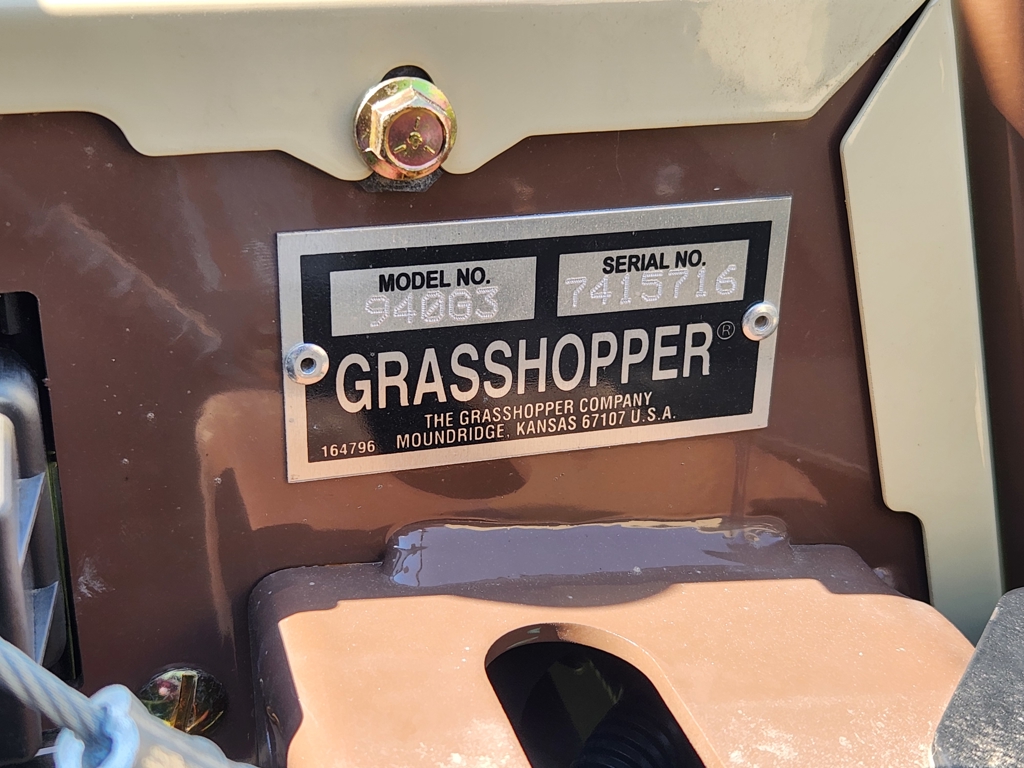 MODEL NO. SERIAL NO.
940G3 7415716
GRASSHOPPER®
THE GRASSHOPPER COMPANY
164796 MOUNDRIDGE, KANSAS 67107 U.S.A.